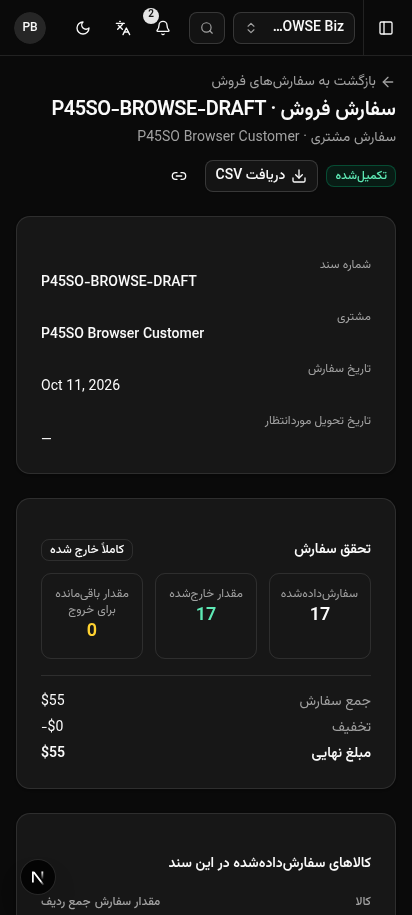 PB
2
...OWSE Biz
بازگشت به سفارش‌های فروش
سفارش فروش · P45SO-BROWSE-DRAFT
سفارش مشتری · P45SO Browser Customer
تکمیل‌شده
دریافت CSV
شماره سند
P45SO-BROWSE-DRAFT
مشتری
P45SO Browser Customer
تاریخ سفارش
Oct 11, 2026
تاریخ تحویل موردانتظار
—
تحقق سفارش
کاملاً خارج شده
سفارش‌داده‌شده
17
مقدار خارج‌شده
17
مقدار باقی‌مانده
برای خروج
0
جمع سفارش
$55
تخفیف
-$0
مبلغ نهایی
$55
کالاهای سفارش‌داده‌شده در این سند
کالا
مقدار سفارش جمع ردیف
N